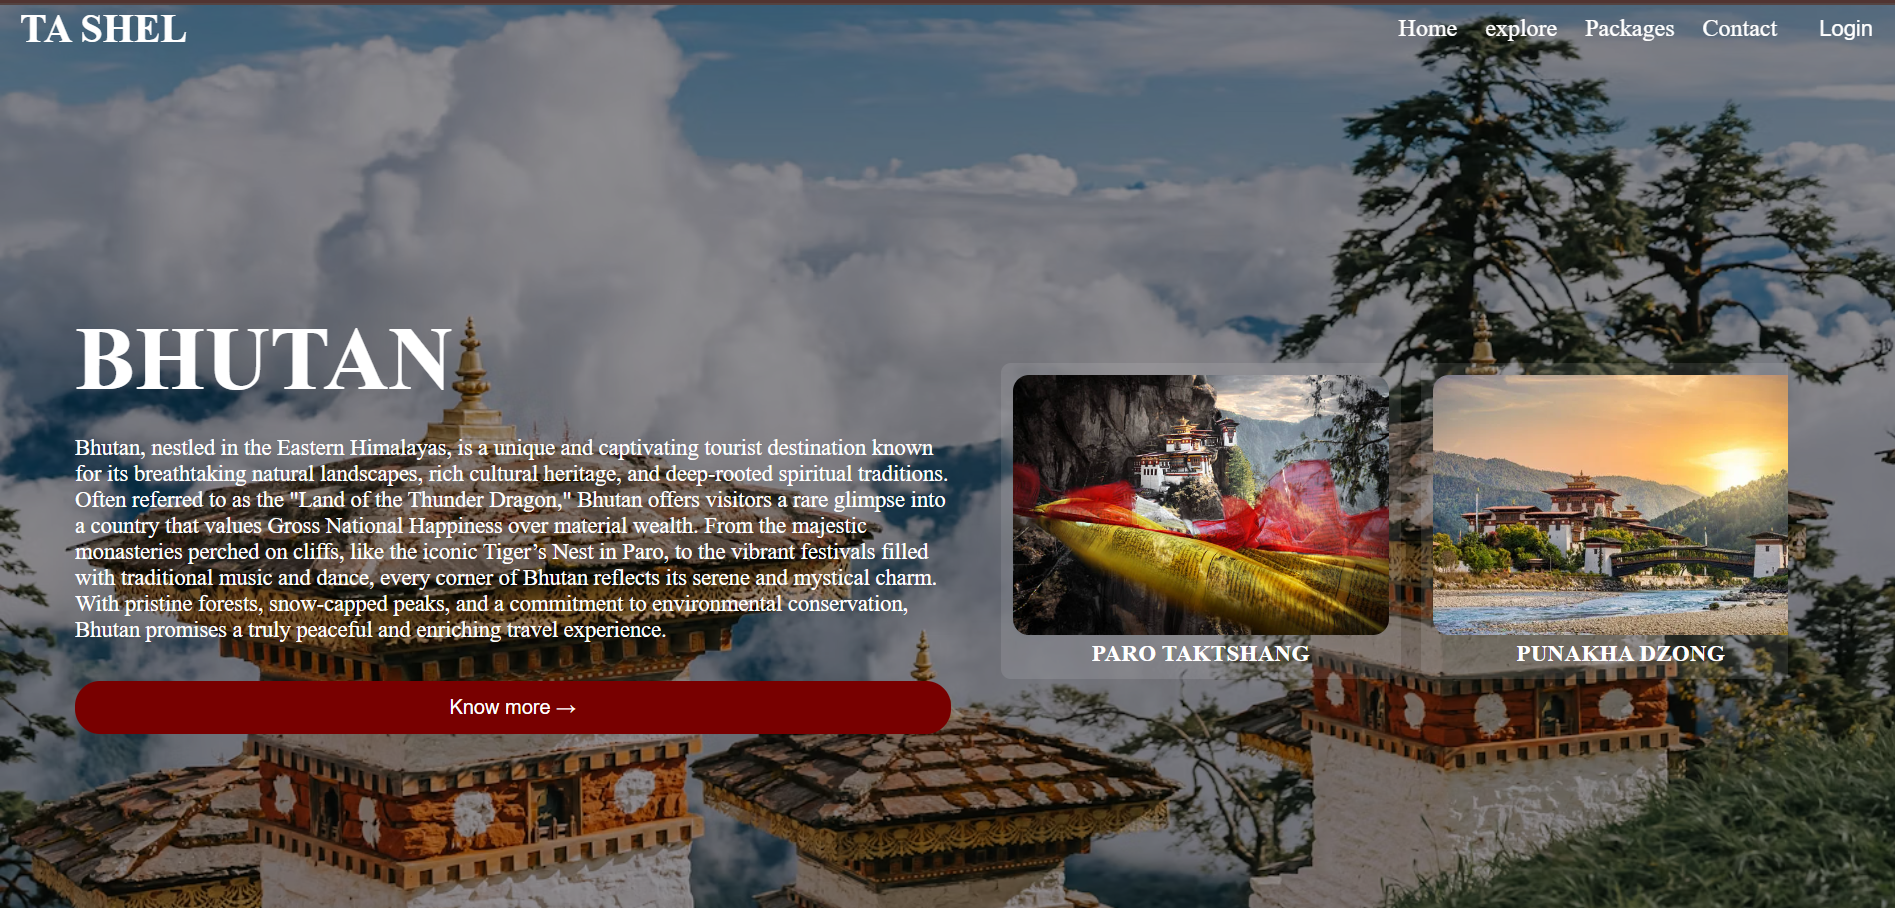 TA SHEL
Home explore Packages Contact Login
BHUTAN
Bhutan, nestled in the Eastern Himalayas, is a unique and captivating tourist destination known
for its breathtaking natural landscapes, rich cultural heritage, and deep-rooted spiritual traditions.
Often referred to as the "Land of the Thunder Dragon," Bhutan offers visitors a rare glimpse into
a country that values Gross National Happiness over material wealth. From the majestic
monasteries perched on cliffs, like the iconic Tiger’s Nest in Paro, to the vibrant festivals filled
with traditional music and dance, every corner of Bhutan reflects its serene and mystical charm.
With pristine forests, snow-capped peaks, and a commitment to environmental conservation,
Bhutan promises a truly peaceful and enriching travel experience.
Know more →
PARO TAKTSHANG
PUNAKHA DZONG